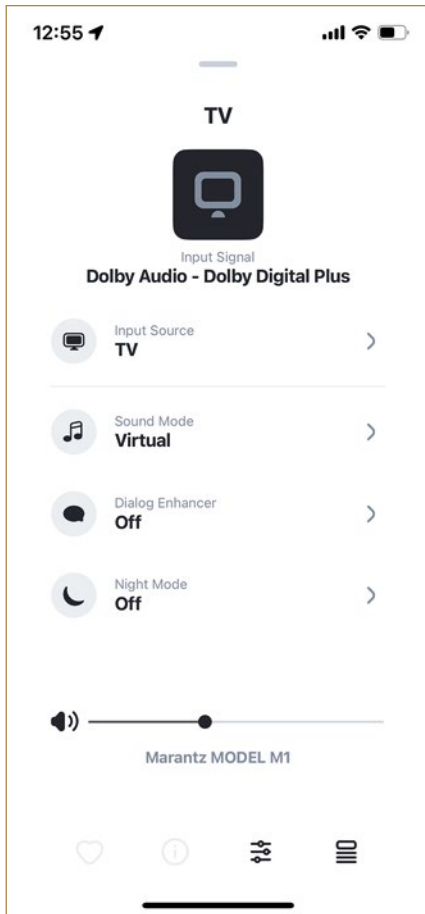 12:55
TV
Input Signal
Dolby Audio - Dolby Digital Plus
Input Source
TV
Sound Mode
Virtual
Dialog Enhancer
Off
Night Mode
Off
Marantz MODEL M1